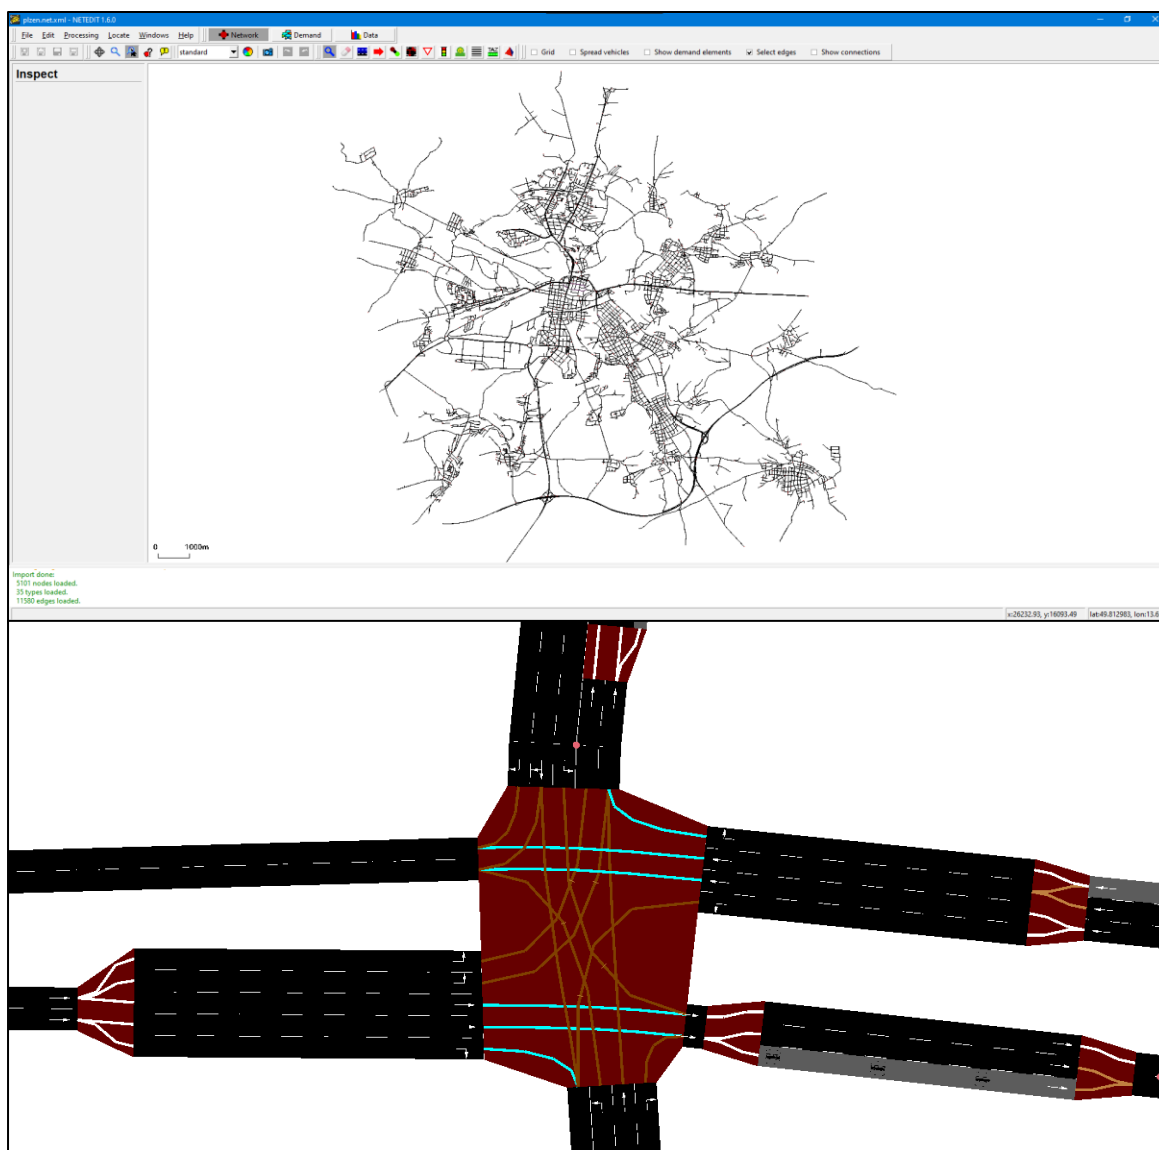 plzen.net.xml - NETEDIT 1.6.0
File Edit Processing Locate Windows Help Network Demand Data
standard Grid Spread vehicles Show demand elements Select edges Show connections
Inspect
0 1000m
Import done:
5101 nodes loaded.
35 types loaded.
11580 edges loaded.
x:26232.93, y:16093.49 lat:49.812983, lon:13.6